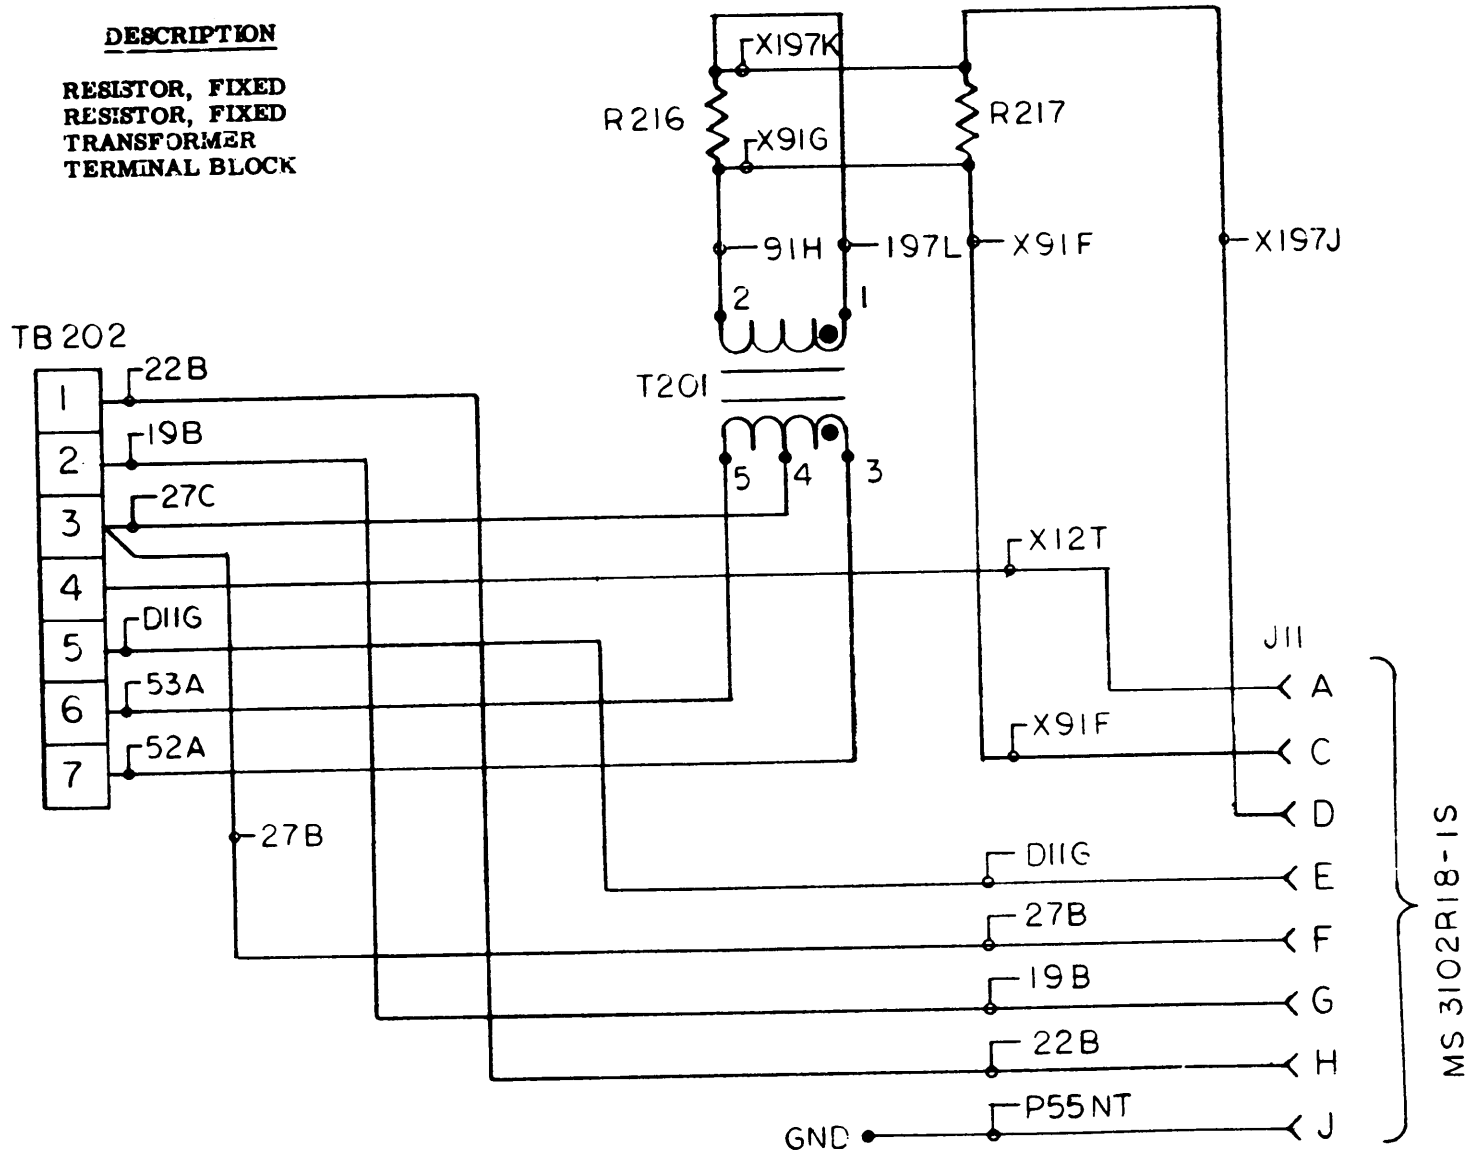 DESCRIPTION
RESISTOR, FIXED
RESISTOR, FIXED
TRANSFORMER
TERMINAL BLOCK
X197K
R216
R217
X91G
91H
197L
X91F
X197J
2
1
TB202
T201
1
22B
2
19B
3
27C
5
4
3
4
X12T
5
D11G
J11
6
53A
A
7
52A
X91F
C
D
27B
D11G
E
27B
F
19B
G
22B
H
P55NT
GND
J
MS 3102R18-1S